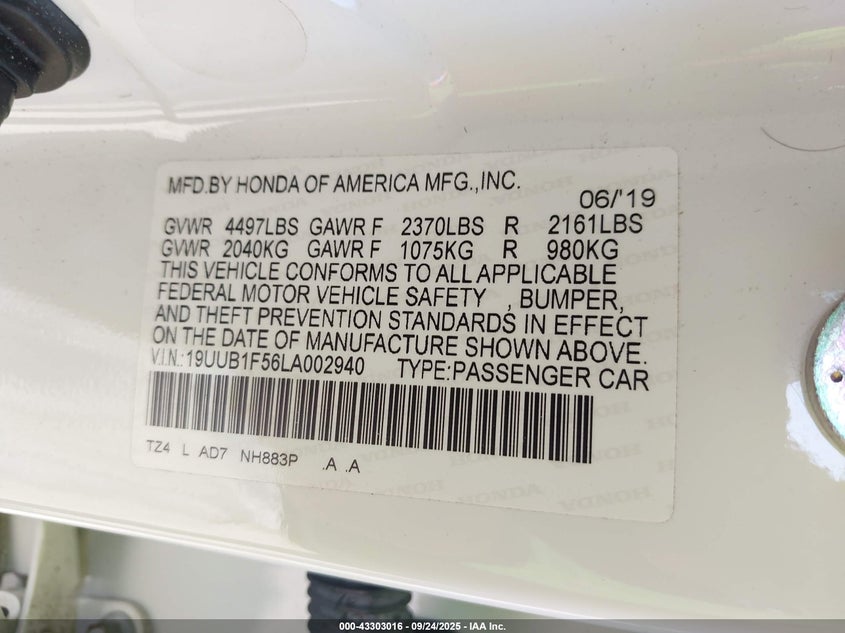 MFD.BY HONDA OF AMERICA MFG.,INC.
06/'19
GVWR 4497LBS GAWR F 2370LBS R 2161LBS
GVWR 2040KG GAWR F 1075KG R 980KG
THIS VEHICLE CONFORMS TO ALL APPLICABLE
FEDERAL MOTOR VEHICLE SAFETY , BUMPER,
AND THEFT PREVENTION STANDARDS IN EFFECT
ON THE DATE OF MANUFACTURE SHOWN ABOVE.
V.I.N.:19UUB1F56LA002940 TYPE:PASSENGER CAR
TZ4 L AD7 NH883P .A .A
HONDA HONDA
000-43303016 - 09/24/2025 - IAA Inc.